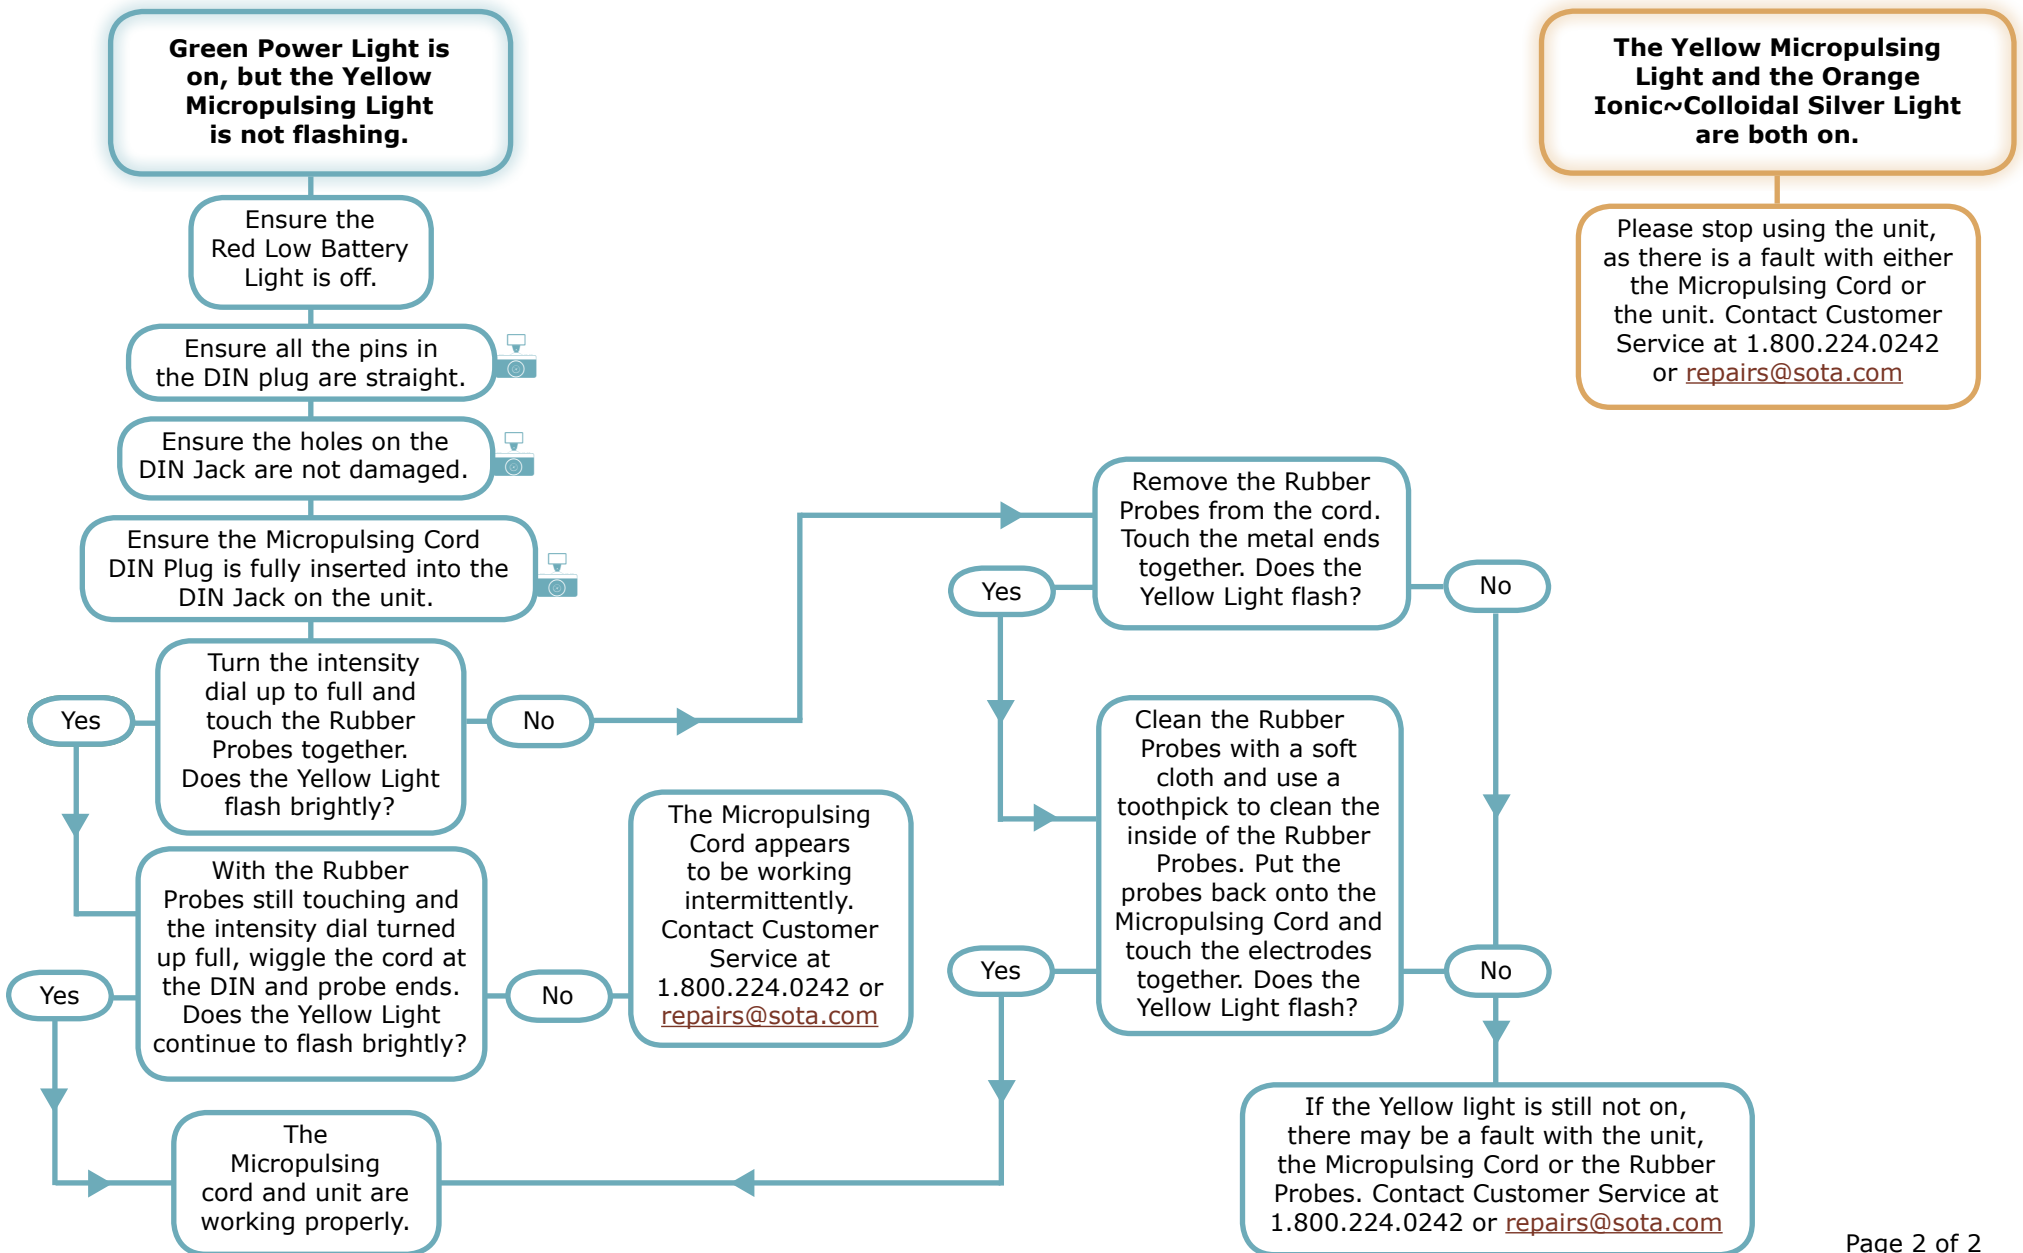 Green Power Light is
on, but the Yellow
Micropulsing Light
is not flashing.
Ensure the
Red Low Battery
Light is off.
Ensure all the pins in
the DIN plug are straight.
Ensure the holes on the
DIN Jack are not damaged.
Ensure the Micropulsing Cord
DIN Plug is fully inserted into the
DIN Jack on the unit.
Turn the intensity
dial up to full and
touch the Rubber
Probes together.
Does the Yellow Light
flash brightly?
Yes
No
With the Rubber
Probes still touching and
the intensity dial turned
up full, wiggle the cord at
the DIN and probe ends.
Does the Yellow Light
continue to flash brightly?
Yes
No
The Micropulsing
Cord appears
to be working
intermittently.
Contact Customer
Service at
1.800.224.0242 or
repairs@sota.com
The
Micropulsing
cord and unit are
working properly.
Remove the Rubber
Probes from the cord.
Touch the metal ends
together. Does the
Yellow Light flash?
Yes
No
Clean the Rubber
Probes with a soft
cloth and use a
toothpick to clean the
inside of the Rubber
Probes. Put the
probes back onto the
Micropulsing Cord and
touch the electrodes
together. Does the
Yellow Light flash?
Yes
No
If the Yellow light is still not on,
there may be a fault with the unit,
the Micropulsing Cord or the Rubber
Probes. Contact Customer Service at
1.800.224.0242 or repairs@sota.com
The Yellow Micropulsing
Light and the Orange
Ionic~Colloidal Silver Light
are both on.
Please stop using the unit,
as there is a fault with either
the Micropulsing Cord or
the unit. Contact Customer
Service at 1.800.224.0242
or repairs@sota.com
Page 2 of 2